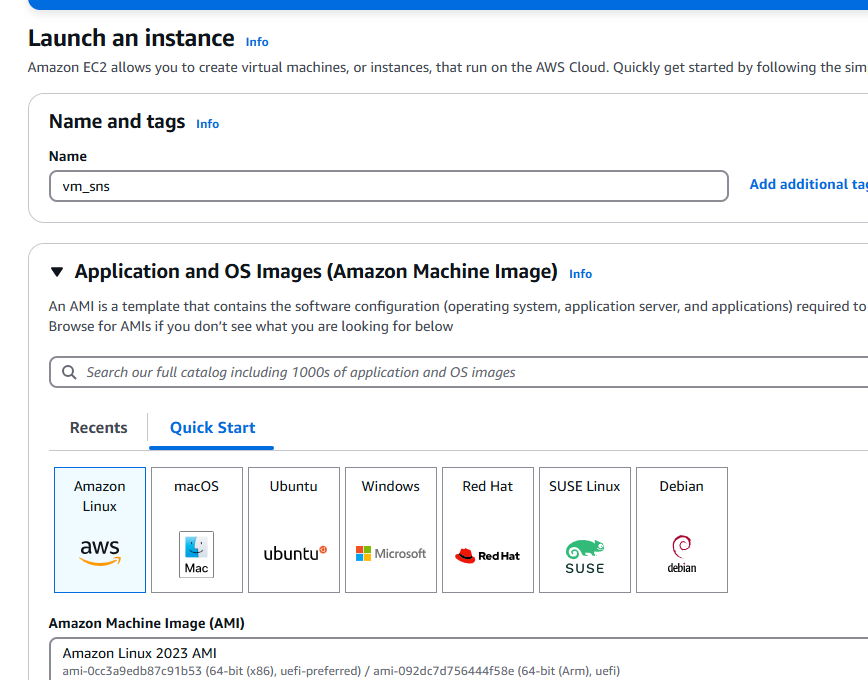 Launch an instance Info
Amazon EC2 allows you to create virtual machines, or instances, that run on the AWS Cloud. Quickly get started by following the sim
Name and tags Info
Name
vm_sns
Add additional tag
Application and OS Images (Amazon Machine Image) Info
An AMI is a template that contains the software configuration (operating system, application server, and applications) required to
Browse for AMIs if you don’t see what you are looking for below
Search our full catalog including 1000s of application and OS images
Recents
Quick Start
Amazon
Linux
aws
macOS
Mac
Ubuntu
ubuntu
Windows
Microsoft
Red Hat
Red Hat
SUSE Linux
SUSE
Debian
debian
Amazon Machine Image (AMI)
Amazon Linux 2023 AMI
ami-0cc3a9edb87c91b53 (64-bit (x86), uefi-preferred) / ami-092dc7d756444f58e (64-bit (Arm), uefi)